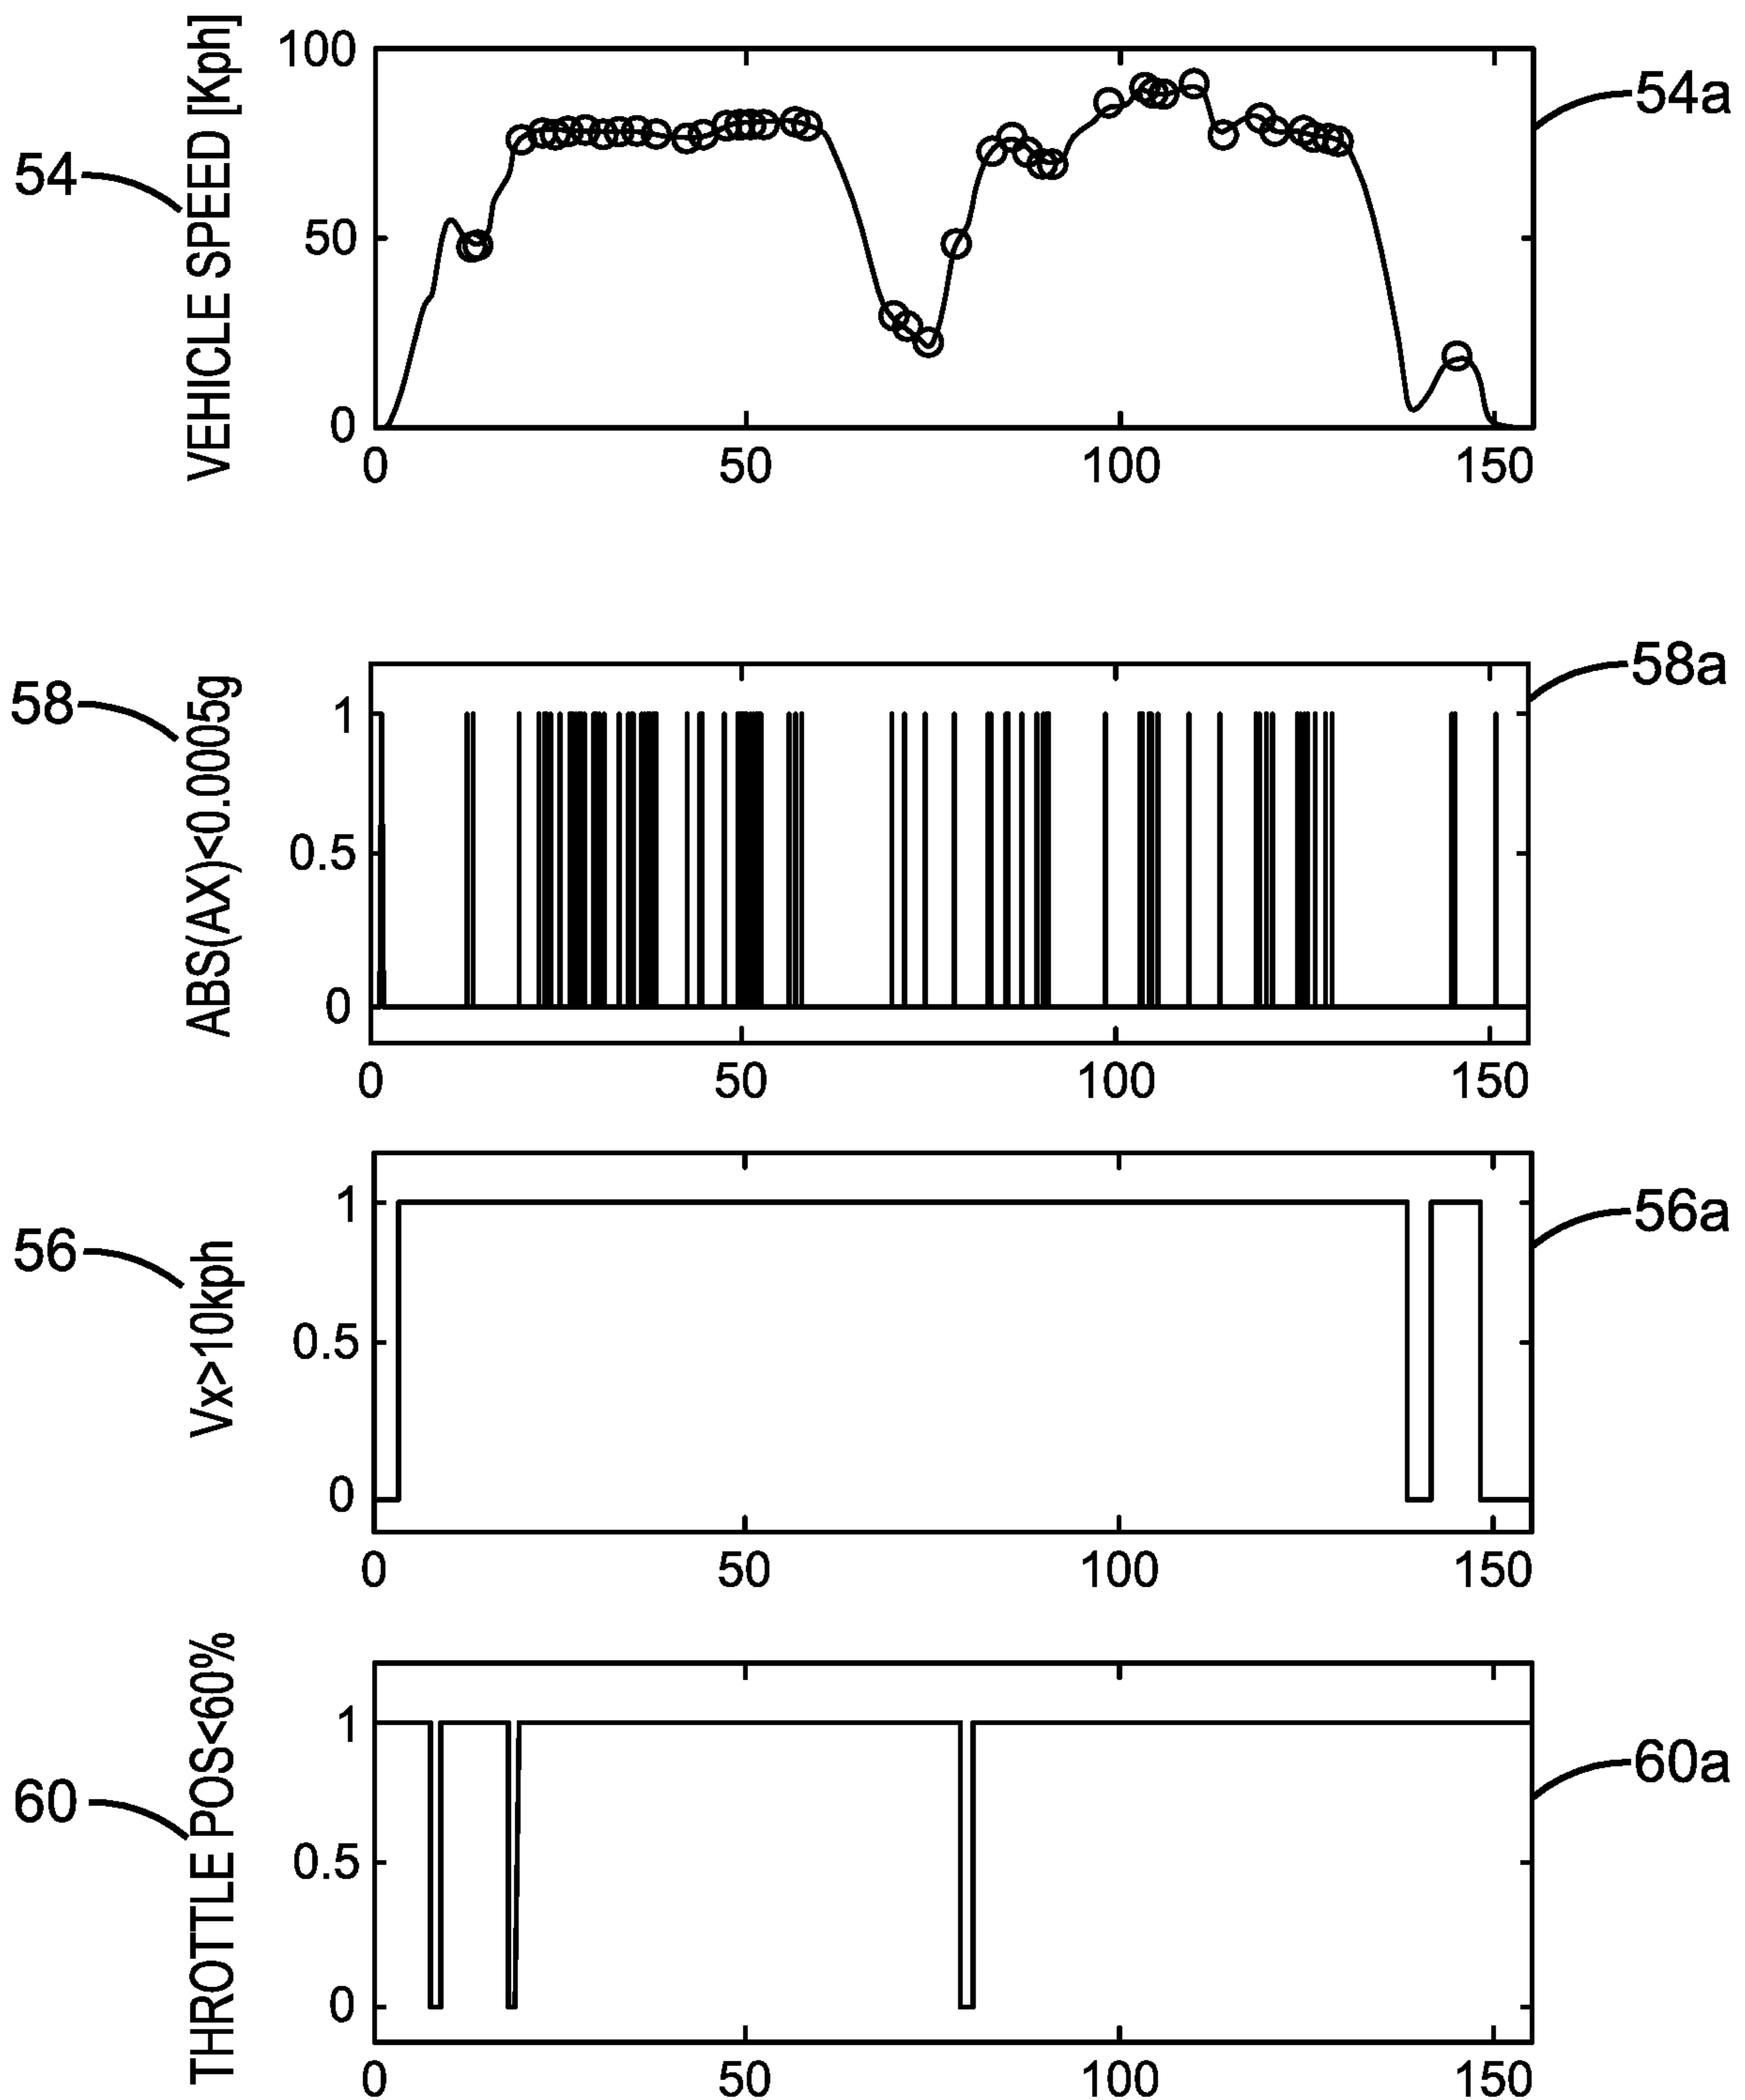 54
VEHICLE SPEED [Kph]
100
50
0
0 50 100 150
54a
58
ABS(AX)<0.0005g
1
0.5
0
0 50 100 150
58a
56
Vx>10kph
1
0.5
0
0 50 100 150
56a
60
THROTTLE POS<60%
1
0.5
0
0 50 100 150
60a